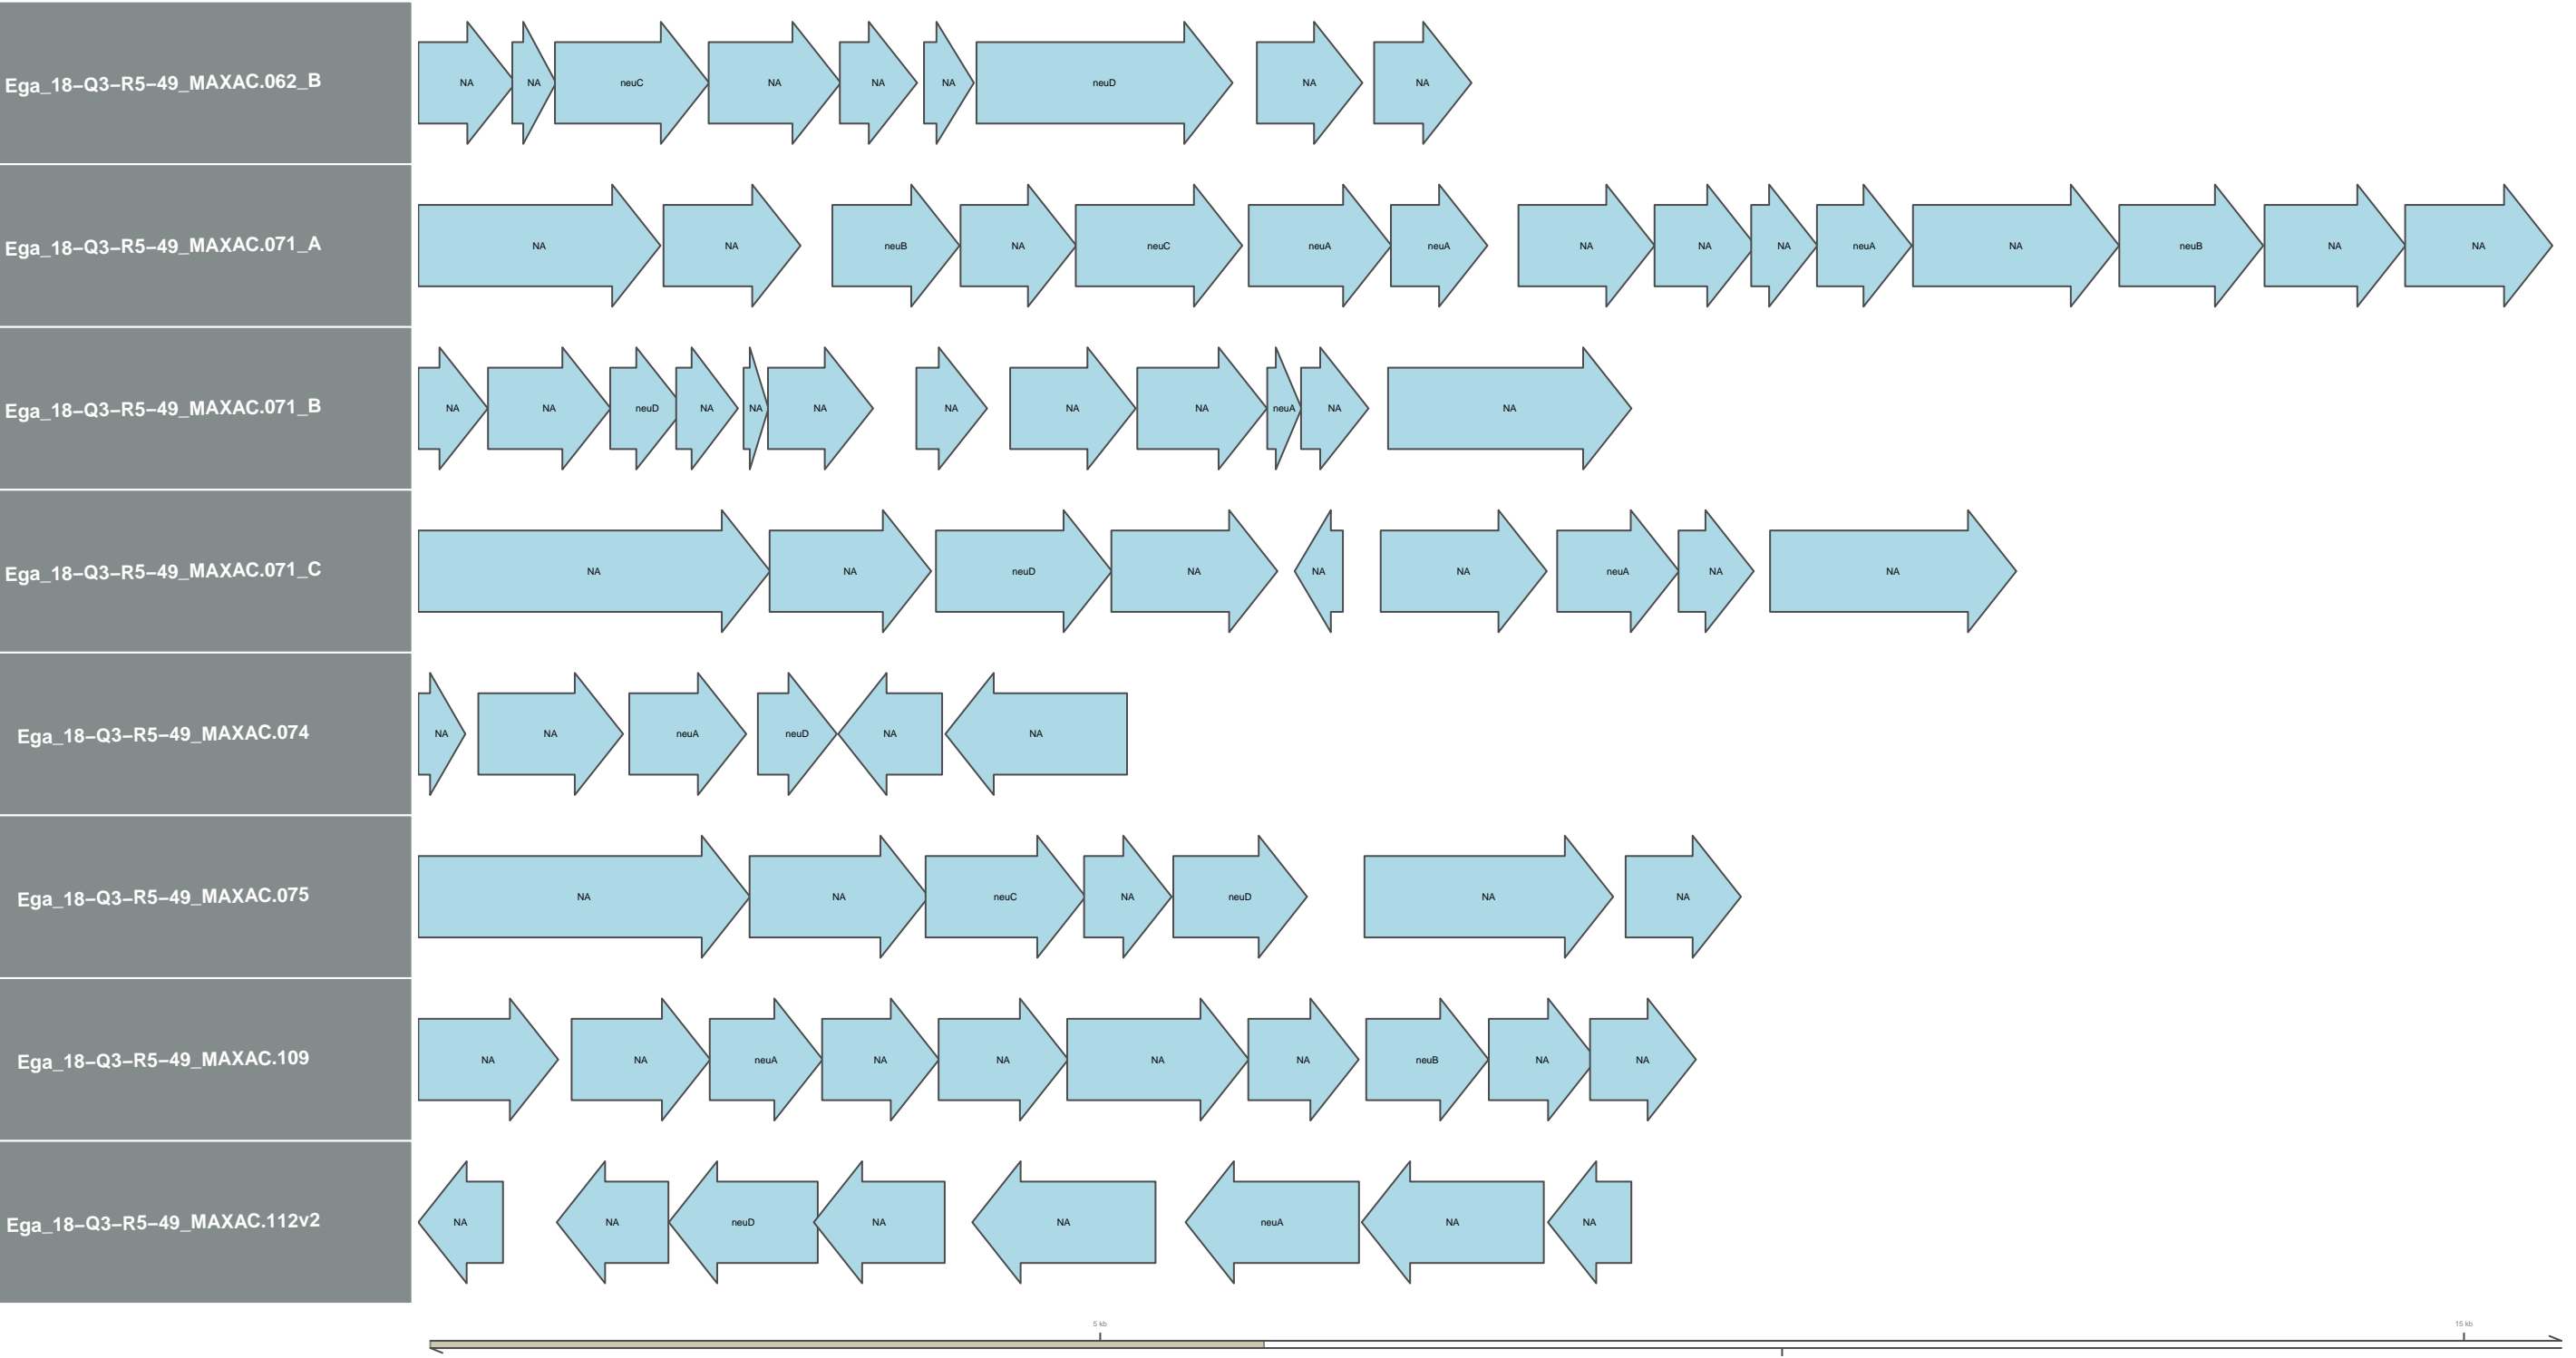 Ega_18−Q3−R5−49_MAXAC.062_B
NA NA neuC NA NA NA neuD NA NA
Ega_18−Q3−R5−49_MAXAC.071_A
NA NA neuB NA neuC neuA neuA NA NA NA neuA NA neuB NA NA
Ega_18−Q3−R5−49_MAXAC.071_B
NA NA neuD NA NA NA NA NA NA neuA NA NA
Ega_18−Q3−R5−49_MAXAC.071_C
NA NA neuD NA NA NA neuA NA NA
Ega_18−Q3−R5−49_MAXAC.074
NA NA neuA neuD NA NA
Ega_18−Q3−R5−49_MAXAC.075
NA NA neuC NA neuD NA NA
Ega_18−Q3−R5−49_MAXAC.109
NA NA neuA NA NA NA NA neuB NA NA
Ega_18−Q3−R5−49_MAXAC.112v2
NA NA neuD NA NA neuA NA NA
5 kb 15 kb